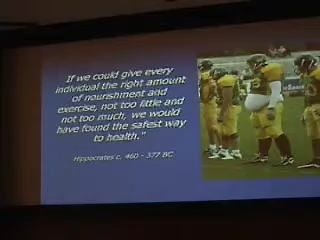 If we could give every
individual the right amount
of nourishment and
exercise, not too little and
not too much, we would
have found the safest way
to health."
Hippocrates c. 460 - 377 BC